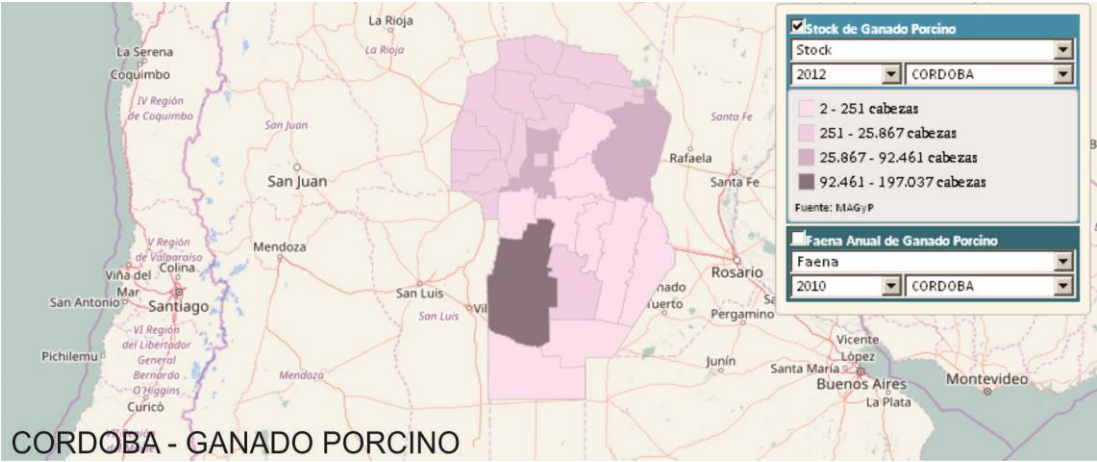 La Rioja
La Rioja
La Serena
Coquimbo
IV Región
de Coquimbo
San Juan
San Juan
Santa Fe
Rafaela
Santa Fe
V Región
de Valparaíso
Mendoza
Viña del
Mar
Colina
San Antonio
Santiago
San Luis
San Luis
Vil
Rosario
nado
tuerto
Pergamino
VI Región
del Libertador
General
Bernardo
O'Higgins
Pichilemu
Mendoza
Curicó
Junín
Vicente
López
Santa María
Buenos Aires
La Plata
Montevideo
Stock de Ganado Porcino
Stock
2012 CORDOBA
2 - 251 cabezas
251 - 25.867 cabezas
25.867 - 92.461 cabezas
92.461 - 197.037 cabezas
Fuente: MAGyP
Faena Anual de Ganado Porcino
Faena
2010 CORDOBA
CORDOBA - GANADO PORCINO